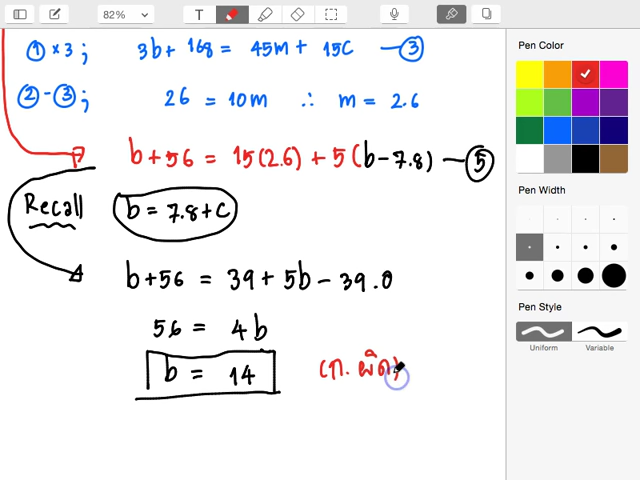 82%
T
① × 3 ; 3b + 168 = 45m + 15c — ③
② - ③ ; 26 = 10m ∴ m = 2.6
b + 56 = 15(2.6) + 5(b - 7.8) — ⑤
Recall b = 7.8 + c
b + 56 = 39 + 5b - 39.0
56 = 4b
b = 14 (ก. ผิด)
Pen Color
Pen Width
Pen Style
Uniform Variable